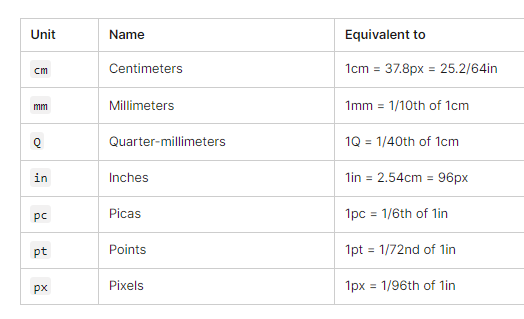 Unit Name Equivalent to
cm Centimeters 1cm = 37.8px = 25.2/64in
mm Millimeters 1mm = 1/10th of 1cm
Q Quarter-millimeters 1Q = 1/40th of 1cm
in Inches 1in = 2.54cm = 96px
pc Picas 1pc = 1/6th of 1in
pt Points 1pt = 1/72nd of 1in
px Pixels 1px = 1/96th of 1in